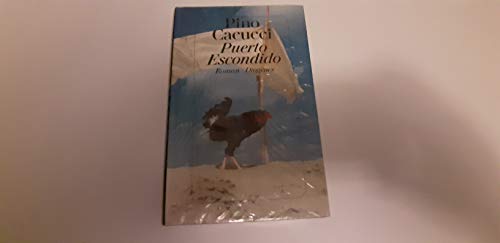 Pino
Cacucci
Puerto
Escondido
Roman · Diogenes